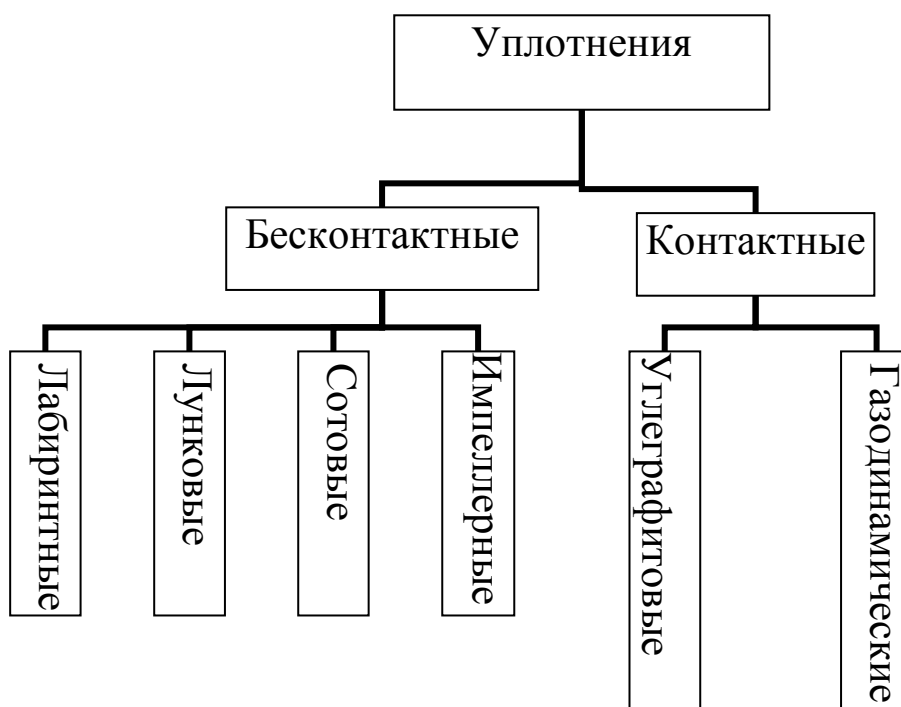 Уплотнения
Бесконтактные
Контактные
Лабиринтные
Лунковые
Сотовые
Импеллерные
Углеграфитовые
Газодинамические